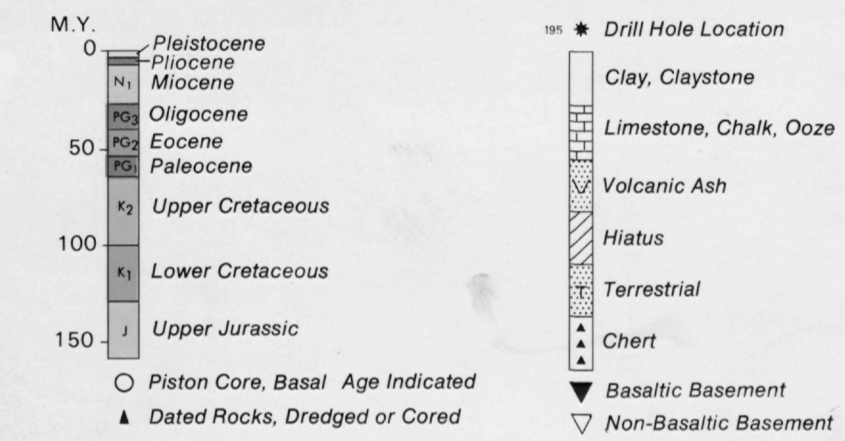 M.Y.
0
Pleistocene
Pliocene
N1 Miocene
PG3 Oligocene
50
PG2 Eocene
PG1 Paleocene
K2 Upper Cretaceous
100
K1 Lower Cretaceous
J Upper Jurassic
150
Piston Core, Basal Age Indicated
Dated Rocks, Dredged or Cored
195 Drill Hole Location
Clay, Claystone
Limestone, Chalk, Ooze
V Volcanic Ash
Hiatus
T Terrestrial
Chert
Basaltic Basement
Non-Basaltic Basement